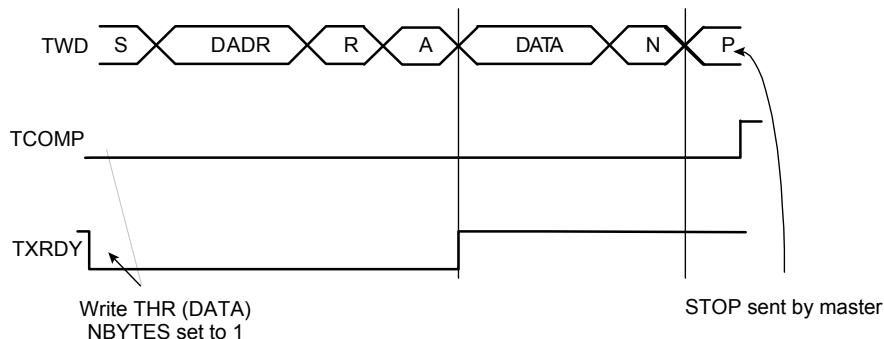 TWD S DADR R A DATA N P
TCOMP
TXRDY
Write THR (DATA)
NBYTES set to 1
STOP sent by master